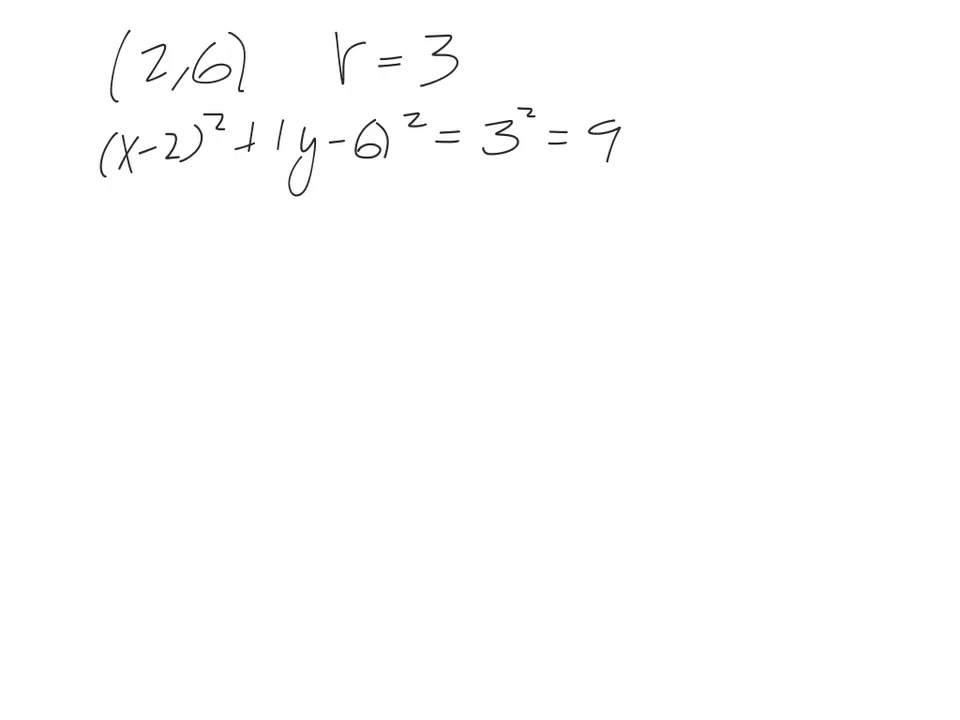 (2,6) r = 3
(x-2)² + (y-6)² = 3² = 9